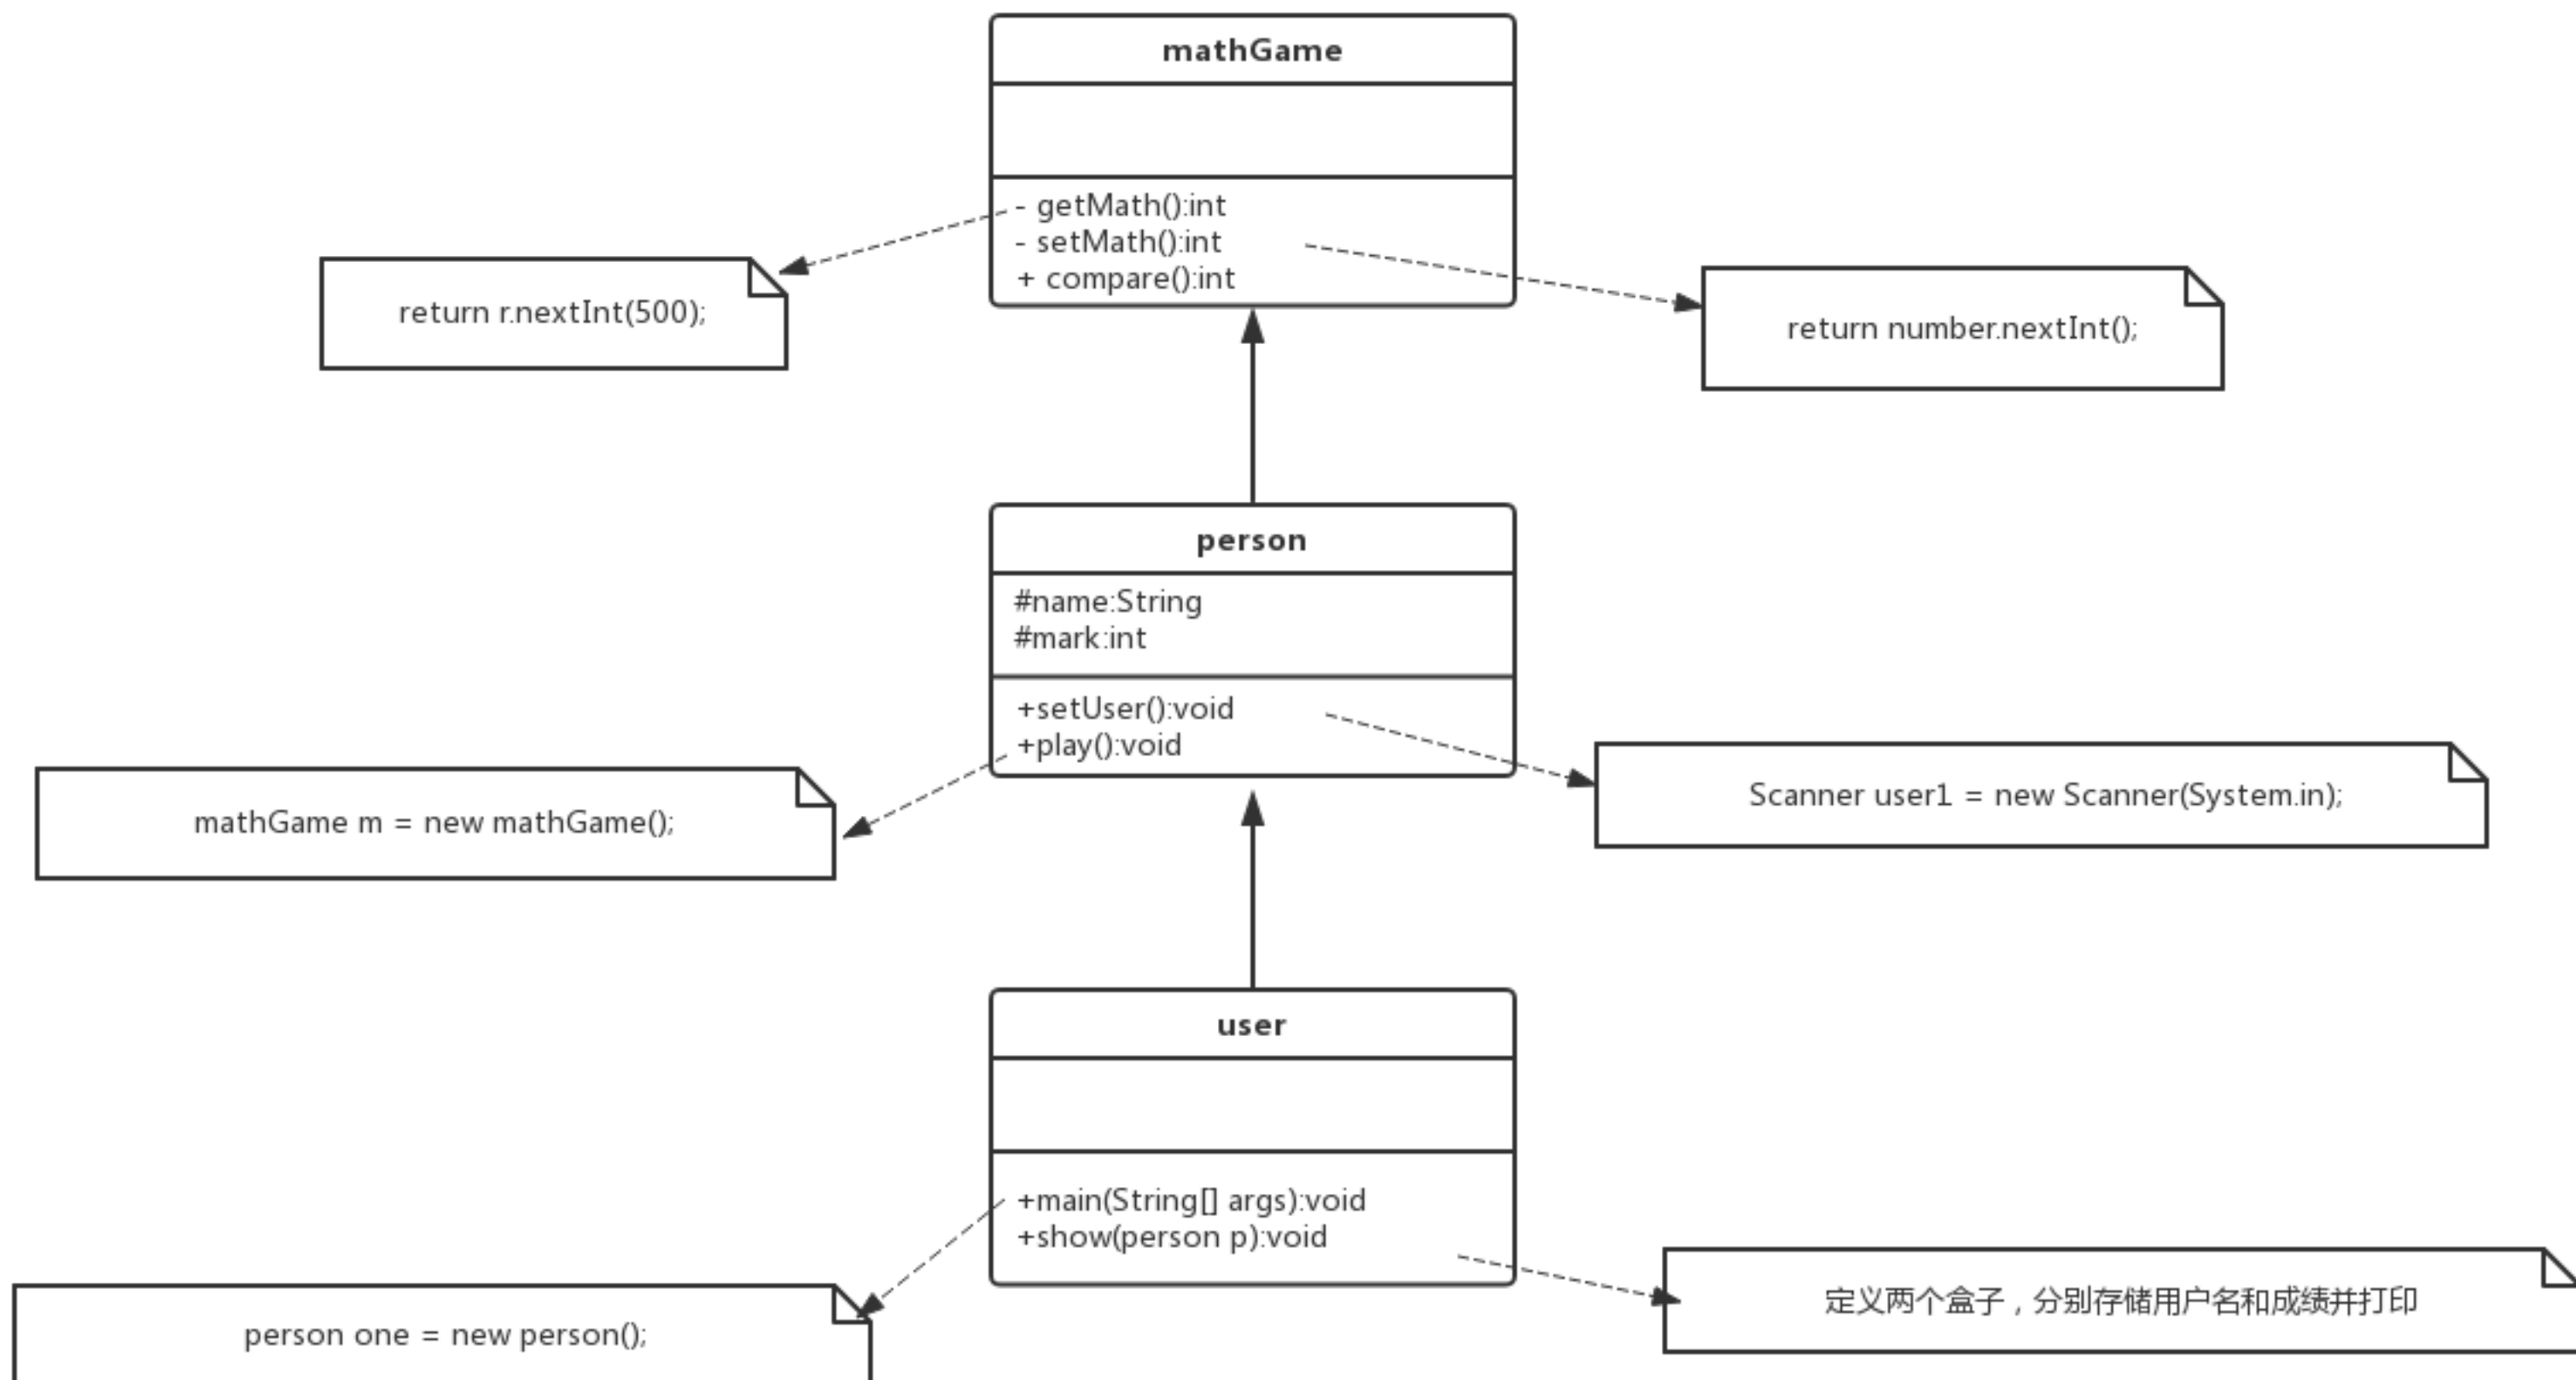 mathGame
- getMath():int
- setMath():int
+ compare():int
return r.nextInt(500);
return number.nextInt();
person
#name:String
#mark:int
+setUser():void
+play():void
mathGame m = new mathGame();
Scanner user1 = new Scanner(System.in);
user
+main(String[] args):void
+show(person p):void
person one = new person();
定义两个盒子，分别存储用户名和成绩并打印